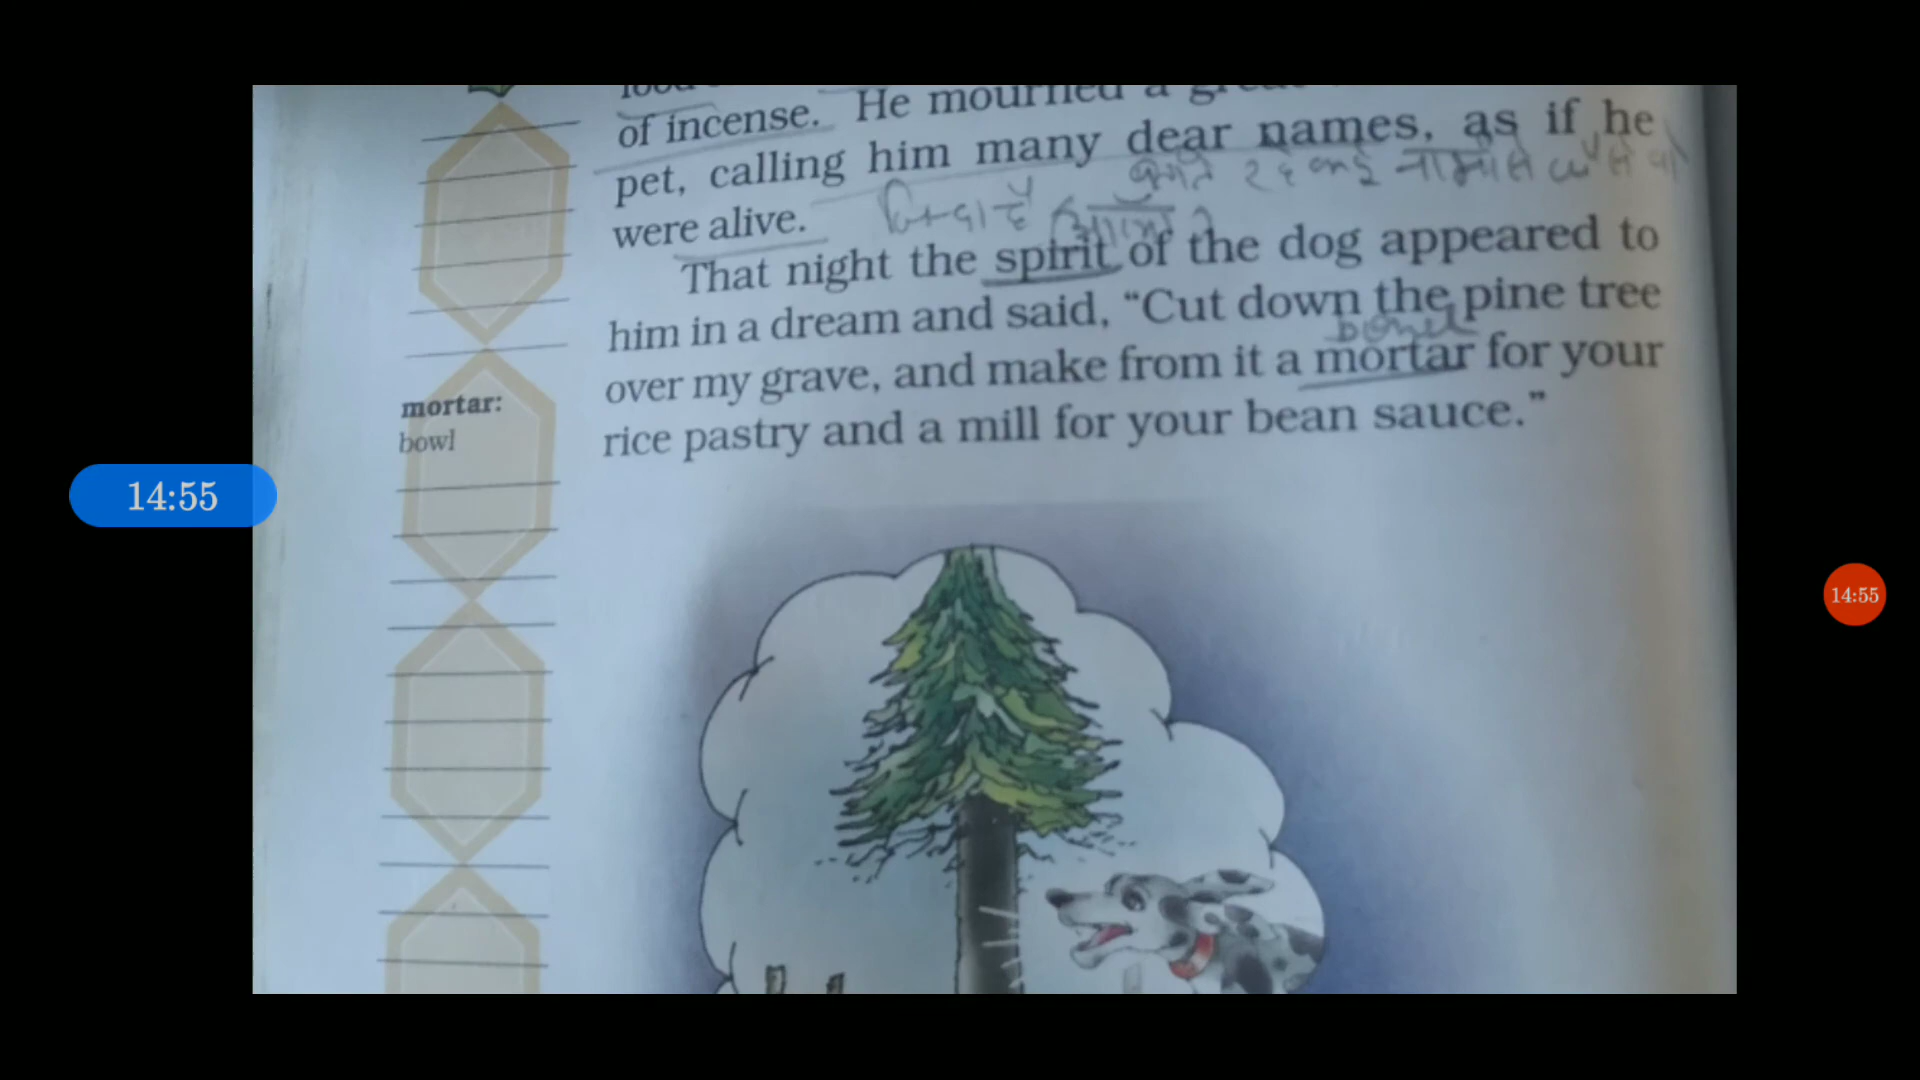 of incense. He mourned a
pet, calling him many dear names, as if he
were alive.
That night the spirit of the dog appeared to
him in a dream and said, “Cut down the pine tree
over my grave, and make from it a mortar for your
rice pastry and a mill for your bean sauce.”
mortar:
bowl
14:55
14:55